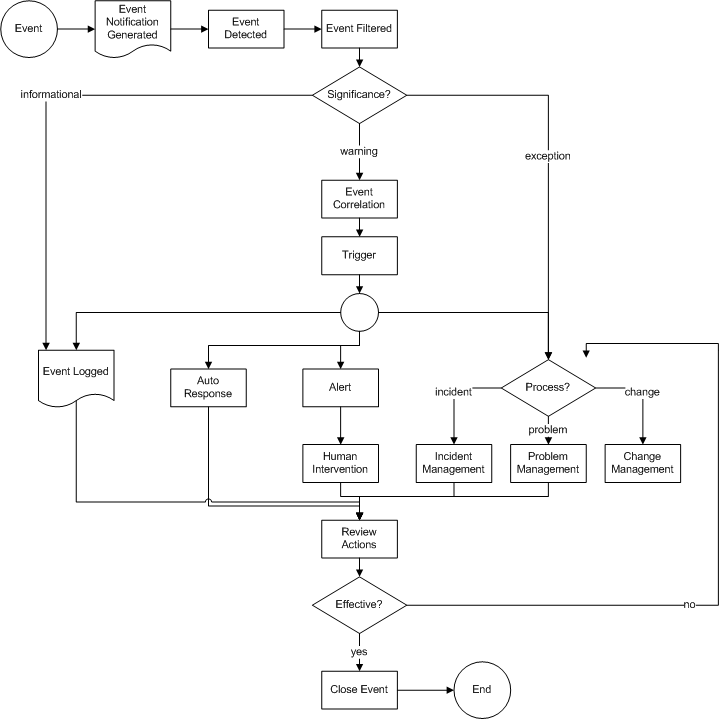 Event
Event
Notification
Generated
Event
Detected
Event Filtered
informational
Significance?
warning
exception
Event
Correlation
Trigger
Event Logged
Auto
Response
Alert
Process?
incident
change
problem
Human
Intervention
Incident
Management
Problem
Management
Change
Management
Review
Actions
Effective?
no
yes
Close Event
End